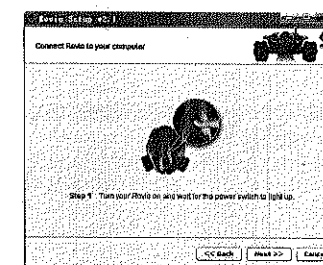 Rovio Setup v2.1
Connect Rovio to your computer
Step 1 Turn your Rovio on and wait for the power switch to light up.
<< Back Next >> Cancel